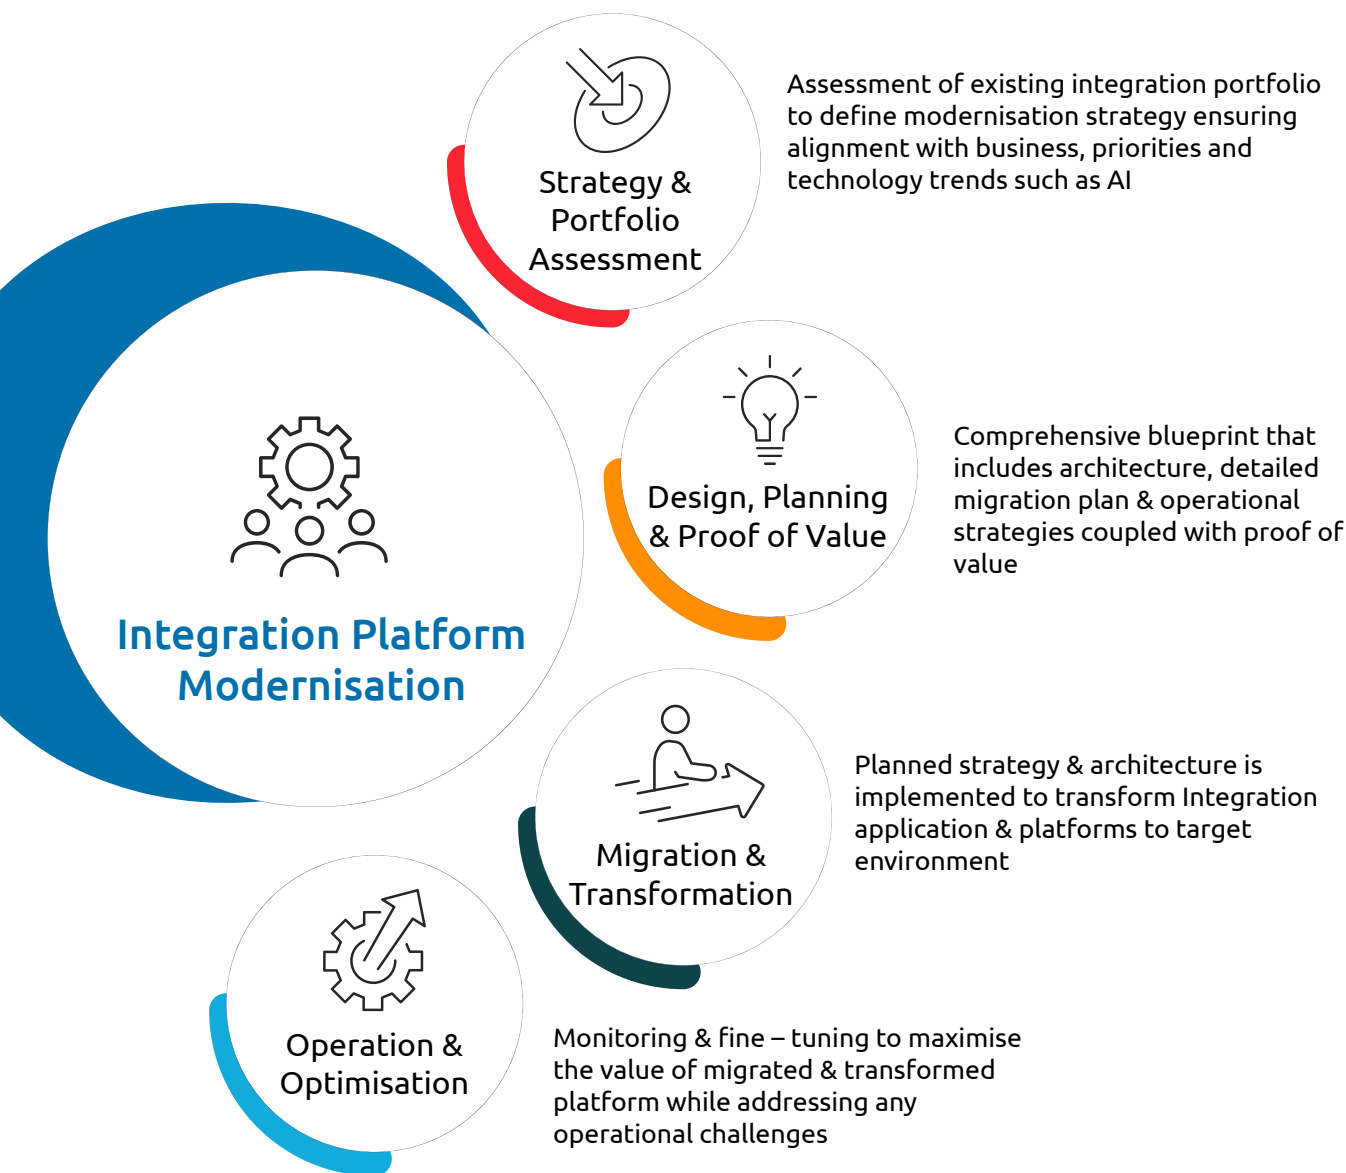 Strategy &
Portfolio
Assessment
Assessment of existing integration portfolio
to define modernisation strategy ensuring
alignment with business, priorities and
technology trends such as AI
Integration Platform
Modernisation
Design, Planning
& Proof of Value
Comprehensive blueprint that
includes architecture, detailed
migration plan & operational
strategies coupled with proof of
value
Migration &
Transformation
Planned strategy & architecture is
implemented to transform Integration
application & platforms to target
environment
Operation &
Optimisation
Monitoring & fine – tuning to maximise
the value of migrated & transformed
platform while addressing any
operational challenges